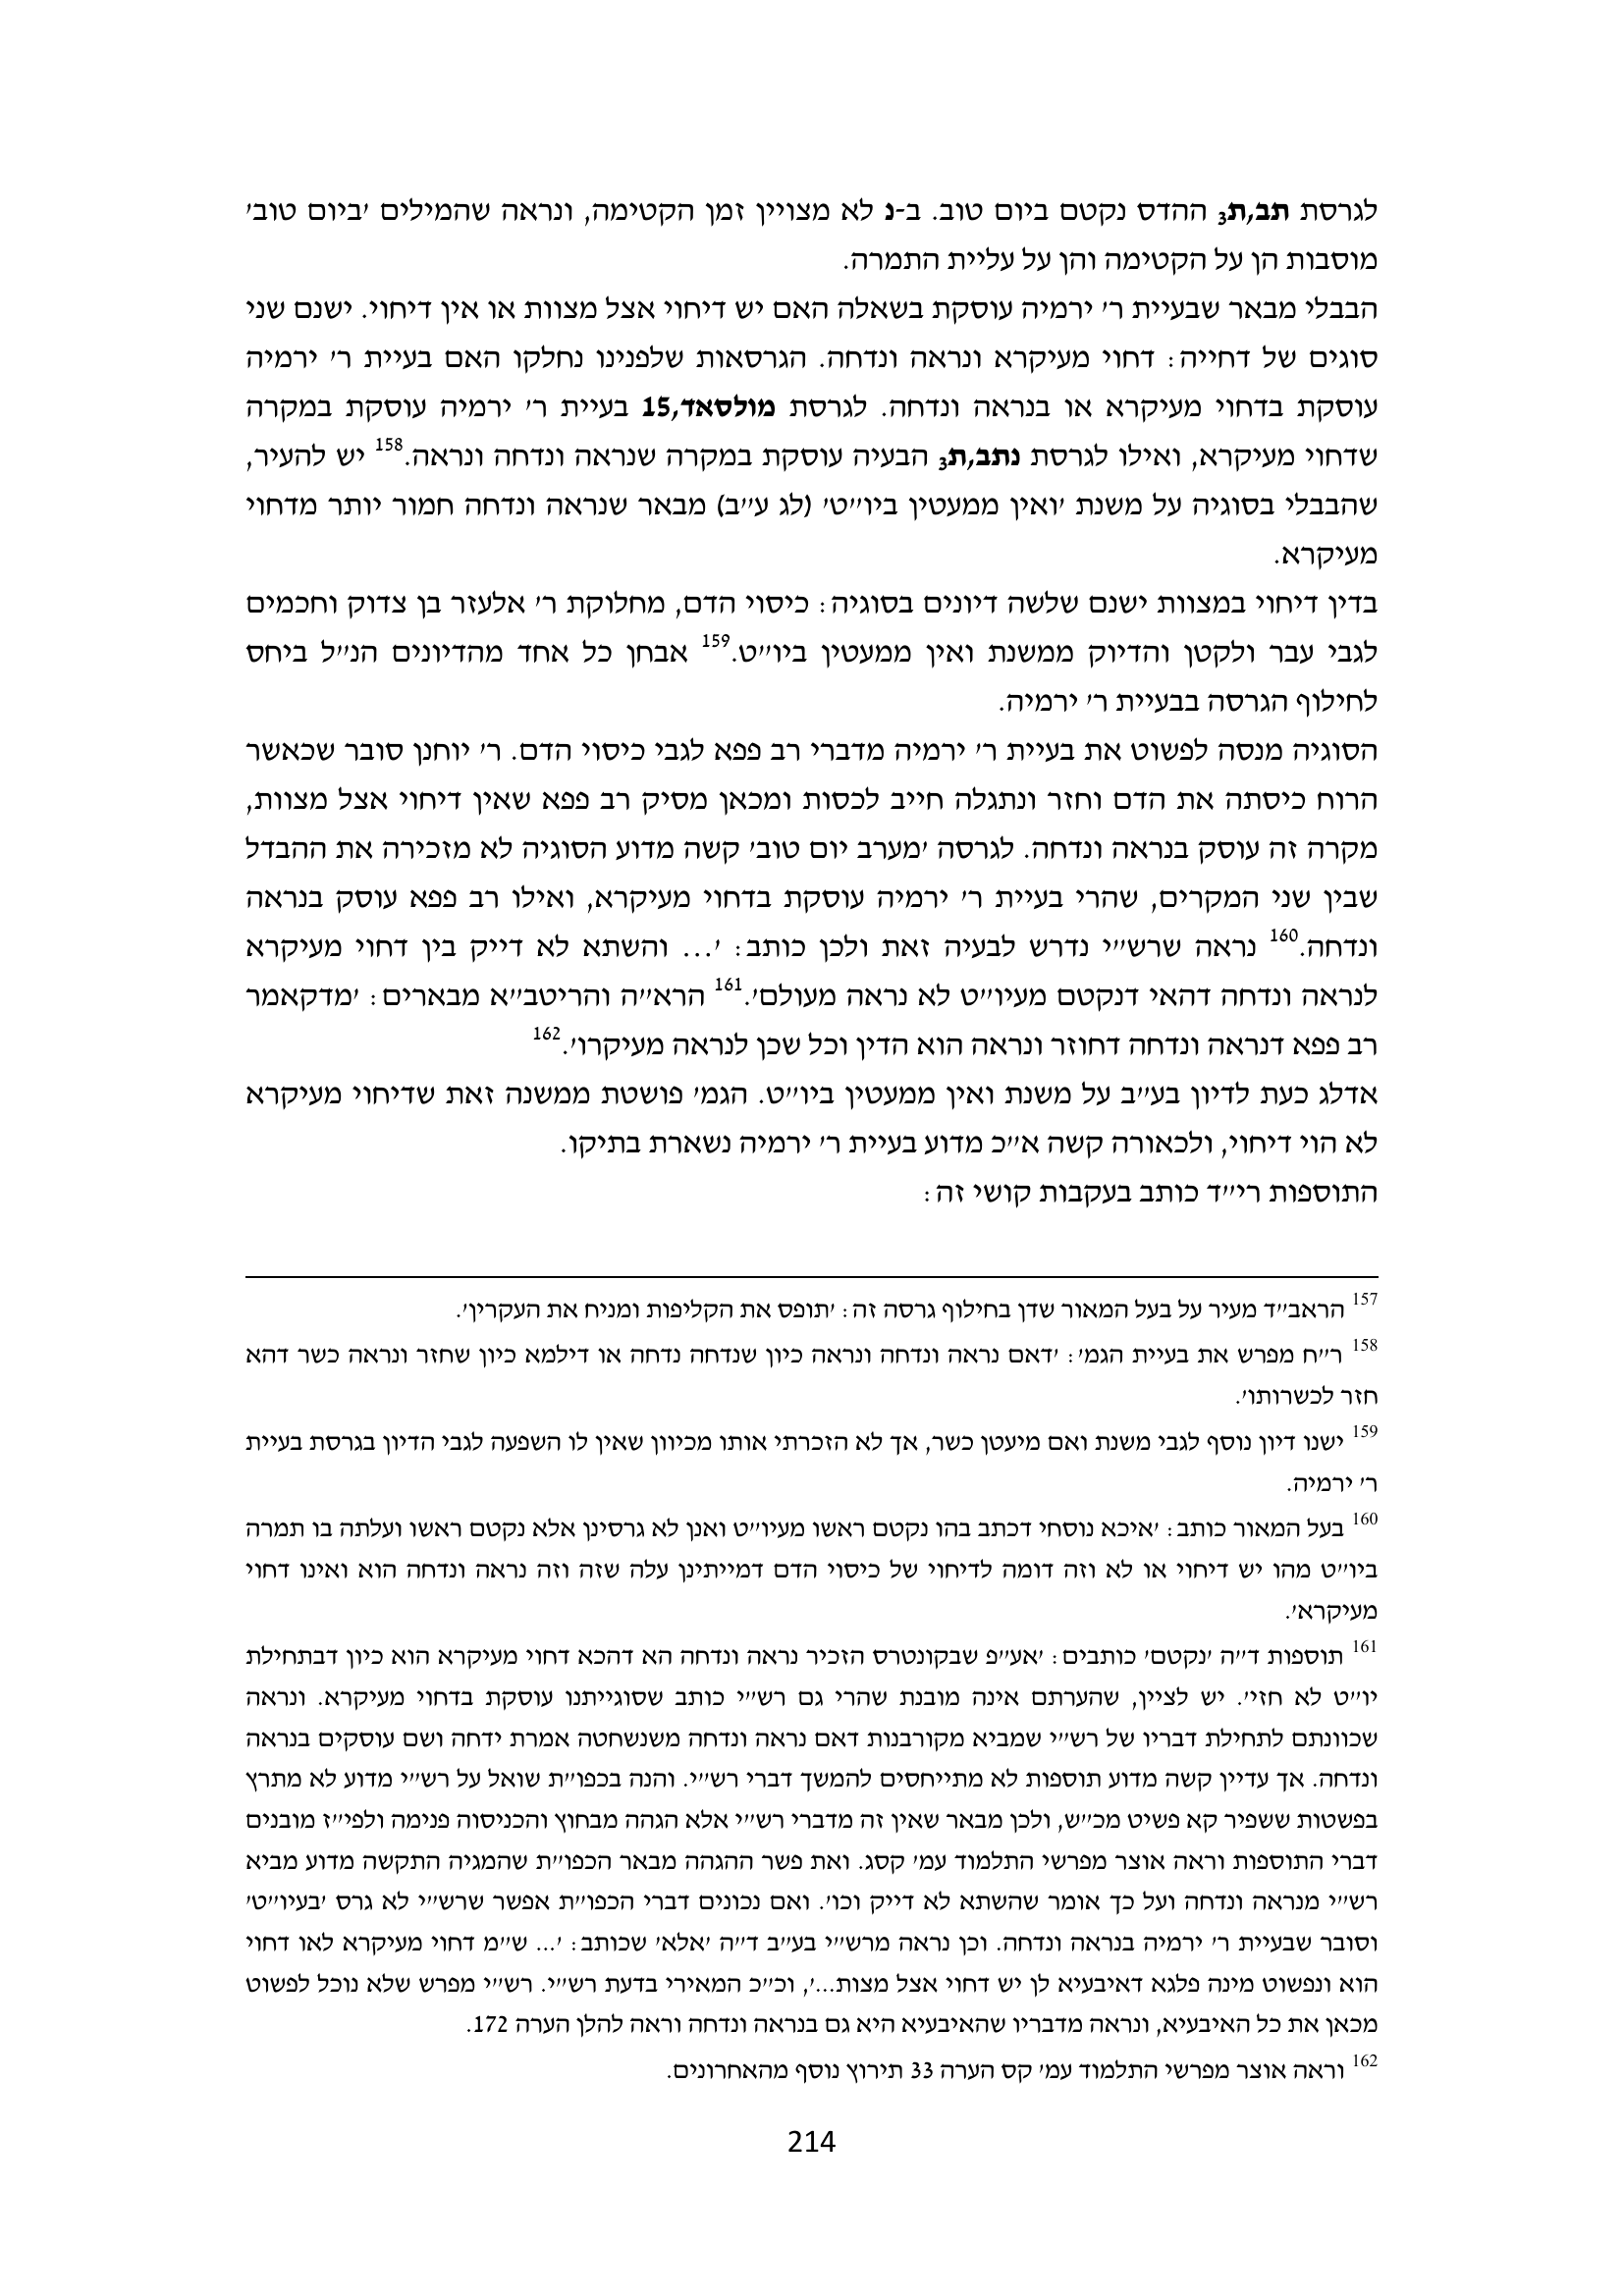 לגרסת תב,ת3 ההדס נקטם ביום טוב. ב-נ לא מצויין זמן הקטימה, ונראה שהמילים 'ביום טוב'
מוסבות הן על הקטימה והן על עליית התמרה.
הבבלי מבאר שבעיית ר' ירמיה עוסקת בשאלה האם יש דיחוי אצל מצוות או אין דיחוי. ישנם שני
סוגים של דחייה: דחוי מעיקרא ונראה ונדחה. הגרסאות שלפנינו נחלקו האם בעיית ר' ירמיה
עוסקת בדחוי מעיקרא או בנראה ונדחה. לגרסת מולסאד,15 בעיית ר' ירמיה עוסקת במקרה
שדחוי מעיקרא, ואילו לגרסת נתב,ת3 הבעיה עוסקת במקרה שנראה ונדחה ונראה.158 יש להעיר,
שהבבלי בסוגיה על משנת 'ואין ממעטין ביו''ט' (לג ע''ב) מבאר שנראה ונדחה חמור יותר מדחוי
מעיקרא.
בדין דיחוי במצוות ישנם שלשה דיונים בסוגיה: כיסוי הדם, מחלוקת ר' אלעזר בן צדוק וחכמים
לגבי עבר ולקטן והדיוק ממשנת ואין ממעטין ביו''ט.159 אבחן כל אחד מהדיונים הנ''ל ביחס
לחילוף הגרסה בבעיית ר' ירמיה.
הסוגיה מנסה לפשוט את בעיית ר' ירמיה מדברי רב פפא לגבי כיסוי הדם. ר' יוחנן סובר שכאשר
הרוח כיסתה את הדם וחזר ונתגלה חייב לכסות ומכאן מסיק רב פפא שאין דיחוי אצל מצוות,
מקרה זה עוסק בנראה ונדחה. לגרסה 'מערב יום טוב' קשה מדוע הסוגיה לא מזכירה את ההבדל
שבין שני המקרים, שהרי בעיית ר' ירמיה עוסקת בדחוי מעיקרא, ואילו רב פפא עוסק בנראה
ונדחה.160 נראה שרש''י נדרש לבעיה זאת ולכן כותב: '... והשתא לא דייק בין דחוי מעיקרא
לנראה ונדחה דהאי דנקטם מעיו''ט לא נראה מעולם'.161 הרא''ה והריטב''א מבארים: 'מדקאמר
רב פפא דנראה ונדחה דחוזר ונראה הוא הדין וכל שכן לנראה מעיקרו'.162
אדלג כעת לדיון בע''ב על משנת ואין ממעטין ביו''ט. הגמ' פושטת ממשנה זאת שדיחוי מעיקרא
לא הוי דיחוי, ולכאורה קשה א''כ מדוע בעיית ר' ירמיה נשארת בתיקו.
התוספות רי''ד כותב בעקבות קושי זה:
157 הראב''ד מעיר על בעל המאור שדן בחילוף גרסה זה: 'תופס את הקליפות ומניח את העקרין'.
158 ר''ח מפרש את בעיית הגמ': 'דאם נראה ונדחה ונראה כיון שנדחה נדחה או דילמא כיון שחזר ונראה כשר דהא
חזר לכשרותו'.
159 ישנו דיון נוסף לגבי משנת ואם מיעטן כשר, אך לא הזכרתי אותו מכיוון שאין לו השפעה לגבי הדיון בגרסת בעיית
ר' ירמיה.
160 בעל המאור כותב: 'איכא נוסחי דכתב בהו נקטם ראשו מעיו''ט ואנן לא גרסינן אלא נקטם ראשו ועלתה בו תמרה
ביו''ט מהו יש דיחוי או לא וזה דומה לדיחוי של כיסוי הדם דמייתינן עלה שזה וזה נראה ונדחה הוא ואינו דחוי
מעיקרא'.
161 תוספות ד''ה 'נקטם' כותבים: 'אע''פ שבקונטרס הזכיר נראה ונדחה הא דהכא דחוי מעיקרא הוא כיון דבתחילת
יו''ט לא חזי'. יש לציין, שהערתם אינה מובנת שהרי גם רש''י כותב שסוגייתנו עוסקת בדחוי מעיקרא. ונראה
שכוונתם לתחילת דבריו של רש''י שמביא מקורבנות דאם נראה ונדחה משנשחטה אמרת ידחה ושם עוסקים בנראה
ונדחה. אך עדיין קשה מדוע תוספות לא מתייחסים להמשך דברי רש''י. והנה בכפו''ת שואל על רש''י מדוע לא מתרץ
בפשטות ששפיר קא פשיט מכ''ש, ולכן מבאר שאין זה מדברי רש''י אלא הגהה מבחוץ והכניסוה פנימה ולפי''ז מובנים
דברי התוספות וראה אוצר מפרשי התלמוד עמ' קסג. ואת פשר ההגהה מבאר הכפו''ת שהמגיה התקשה מדוע מביא
רש''י מנראה ונדחה ועל כך אומר שהשתא לא דייק וכו'. ואם נכונים דברי הכפו''ת אפשר שרש''י לא גרס 'בעיו''ט'
וסובר שבעיית ר' ירמיה בנראה ונדחה. וכן נראה מרש''י בע''ב ד''ה 'אלא' שכותב: '... ש''מ דחוי מעיקרא לאו דחוי
הוא ונפשוט מינה פלגא דאיבעיא לן יש דחוי אצל מצות...', וכ''כ המאירי בדעת רש''י. רש''י מפרש שלא נוכל לפשוט
מכאן את כל האיבעיא, ונראה מדבריו שהאיבעיא היא גם בנראה ונדחה וראה להלן הערה 172.
162 וראה אוצר מפרשי התלמוד עמ' קס הערה 33 תירוץ נוסף מהאחרונים.
214